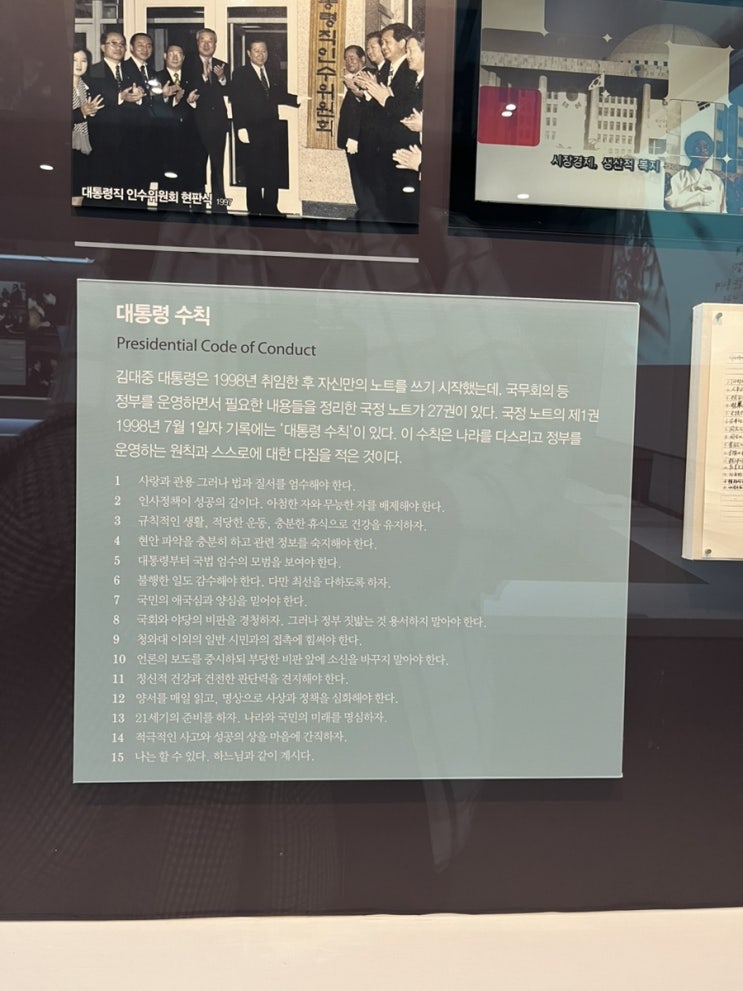 령직인수위원회
대통령직 인수위원회 현판식 1997
시장경제, 생산적 복지
대통령 수칙
Presidential Code of Conduct
김대중 대통령은 1998년 취임한 후 자신만의 노트를 쓰기 시작했는데, 국무회의 등
정부를 운영하면서 필요한 내용들을 정리한 국정 노트가 27권이 있다. 국정 노트의 제1권
1998년 7월 1일자 기록에는 ‘대통령 수칙’이 있다. 이 수칙은 나라를 다스리고 정부를
운영하는 원칙과 스스로에 대한 다짐을 적은 것이다.
1 사랑과 관용 그러나 법과 질서를 엄수해야 한다.
2 인사정책이 성공의 길이다. 아첨한 자와 무능한 자를 배제해야 한다.
3 규칙적인 생활, 적당한 운동, 충분한 휴식으로 건강을 유지하자.
4 현안 파악을 충분히 하고 관련 정보를 숙지해야 한다.
5 대통령부터 국법 엄수의 모범을 보여야 한다.
6 불행한 일도 감수해야 한다. 다만 최선을 다하도록 하자.
7 국민의 애국심과 양심을 믿어야 한다.
8 국회와 야당의 비판을 경청하자. 그러나 정부 짓밟는 것 용서하지 말아야 한다.
9 청와대 이외의 일반 시민과의 접촉에 힘써야 한다.
10 언론의 보도를 중시하되 부당한 비판 앞에 소신을 바꾸지 말아야 한다.
11 정신적 건강과 건전한 판단력을 견지해야 한다.
12 양서를 매일 읽고, 명상으로 사상과 정책을 심화해야 한다.
13 21세기의 준비를 하자. 나라와 국민의 미래를 명심하자.
14 적극적인 사고와 성공의 상을 마음에 간직하자.
15 나는 할 수 있다. 하느님과 같이 계시다.